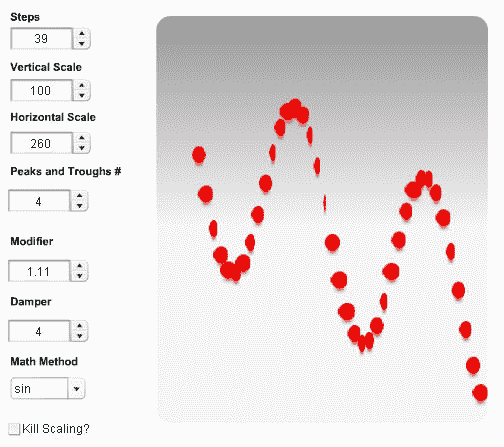 Steps
39
Vertical Scale
100
Horizontal Scale
260
Peaks and Troughs #
4
Modifier
1.11
Damper
4
Math Method
sin
Kill Scaling?